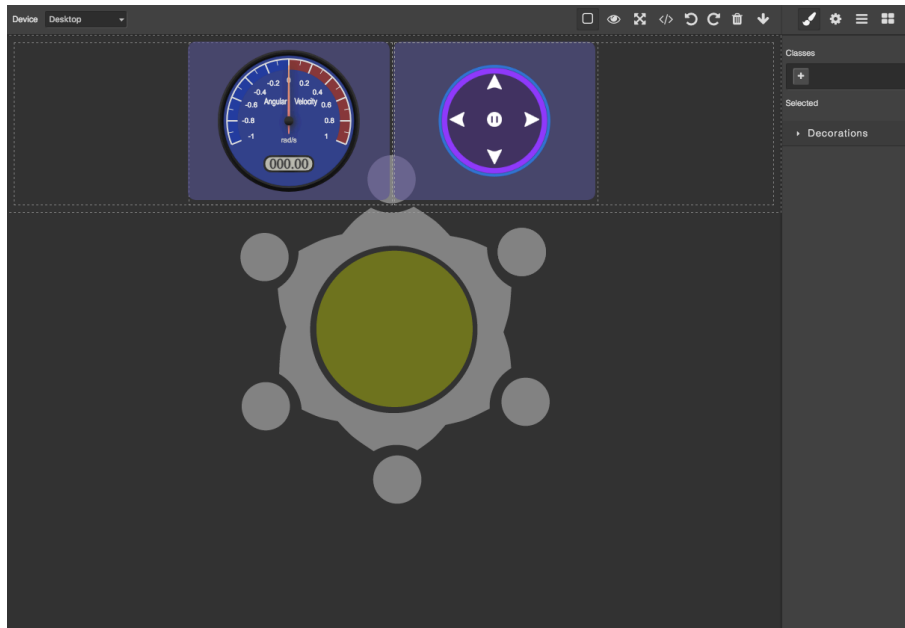 Device Desktop
Classes
+
Selected
Decorations
-0.2 0 0.2
-0.4 0.4
-0.6 Angular Velocity 0.6
-0.8 0.8
-1 1
rad/s
000.00